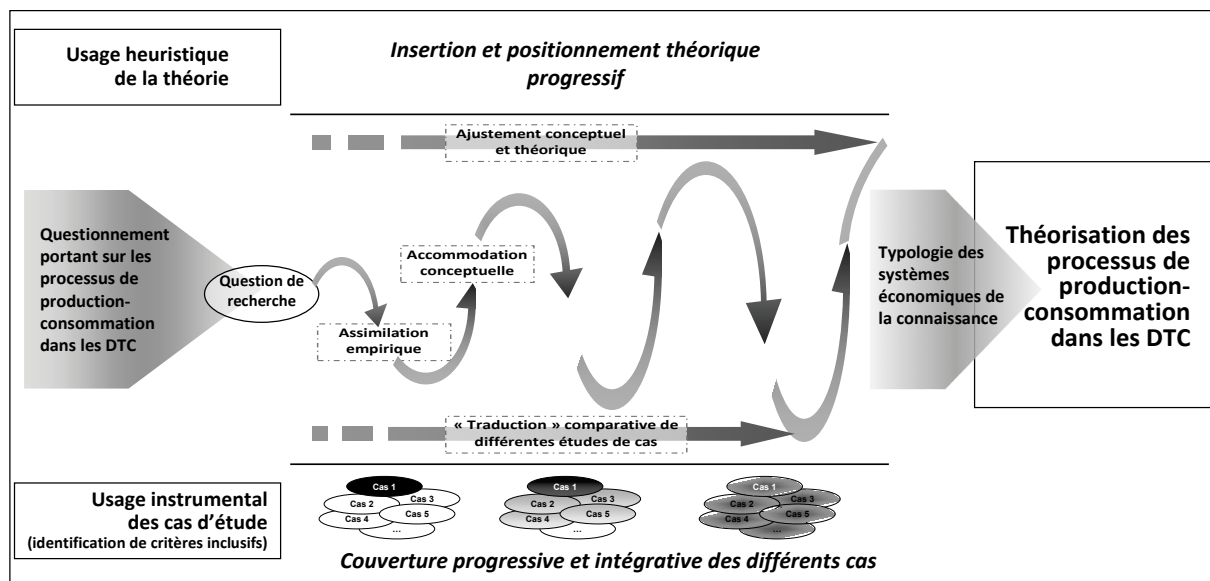 Usage heuristique
de la théorie
Insertion et positionnement théorique
progressif
Ajustement conceptuel
et théorique
Questionnement
portant sur les
processus de
production-
consommation
dans les DTC
Question de
recherche
Assimilation
empirique
Accommodation
conceptuelle
Typologie des
systèmes
économiques de
la connaissance
Théorisation des
processus de
production-
consommation
dans les DTC
« Traduction » comparative de
différentes études de cas
Usage instrumental
des cas d’étude
(identification de critères inclusifs)
Cas 1
Cas 2
Cas 3
Cas 4
Cas 5
...
Cas 1
Cas 2
Cas 3
Cas 4
Cas 5
...
Cas 1
Cas 2
Cas 3
Cas 4
Cas 5
...
Couverture progressive et intégrative des différents cas